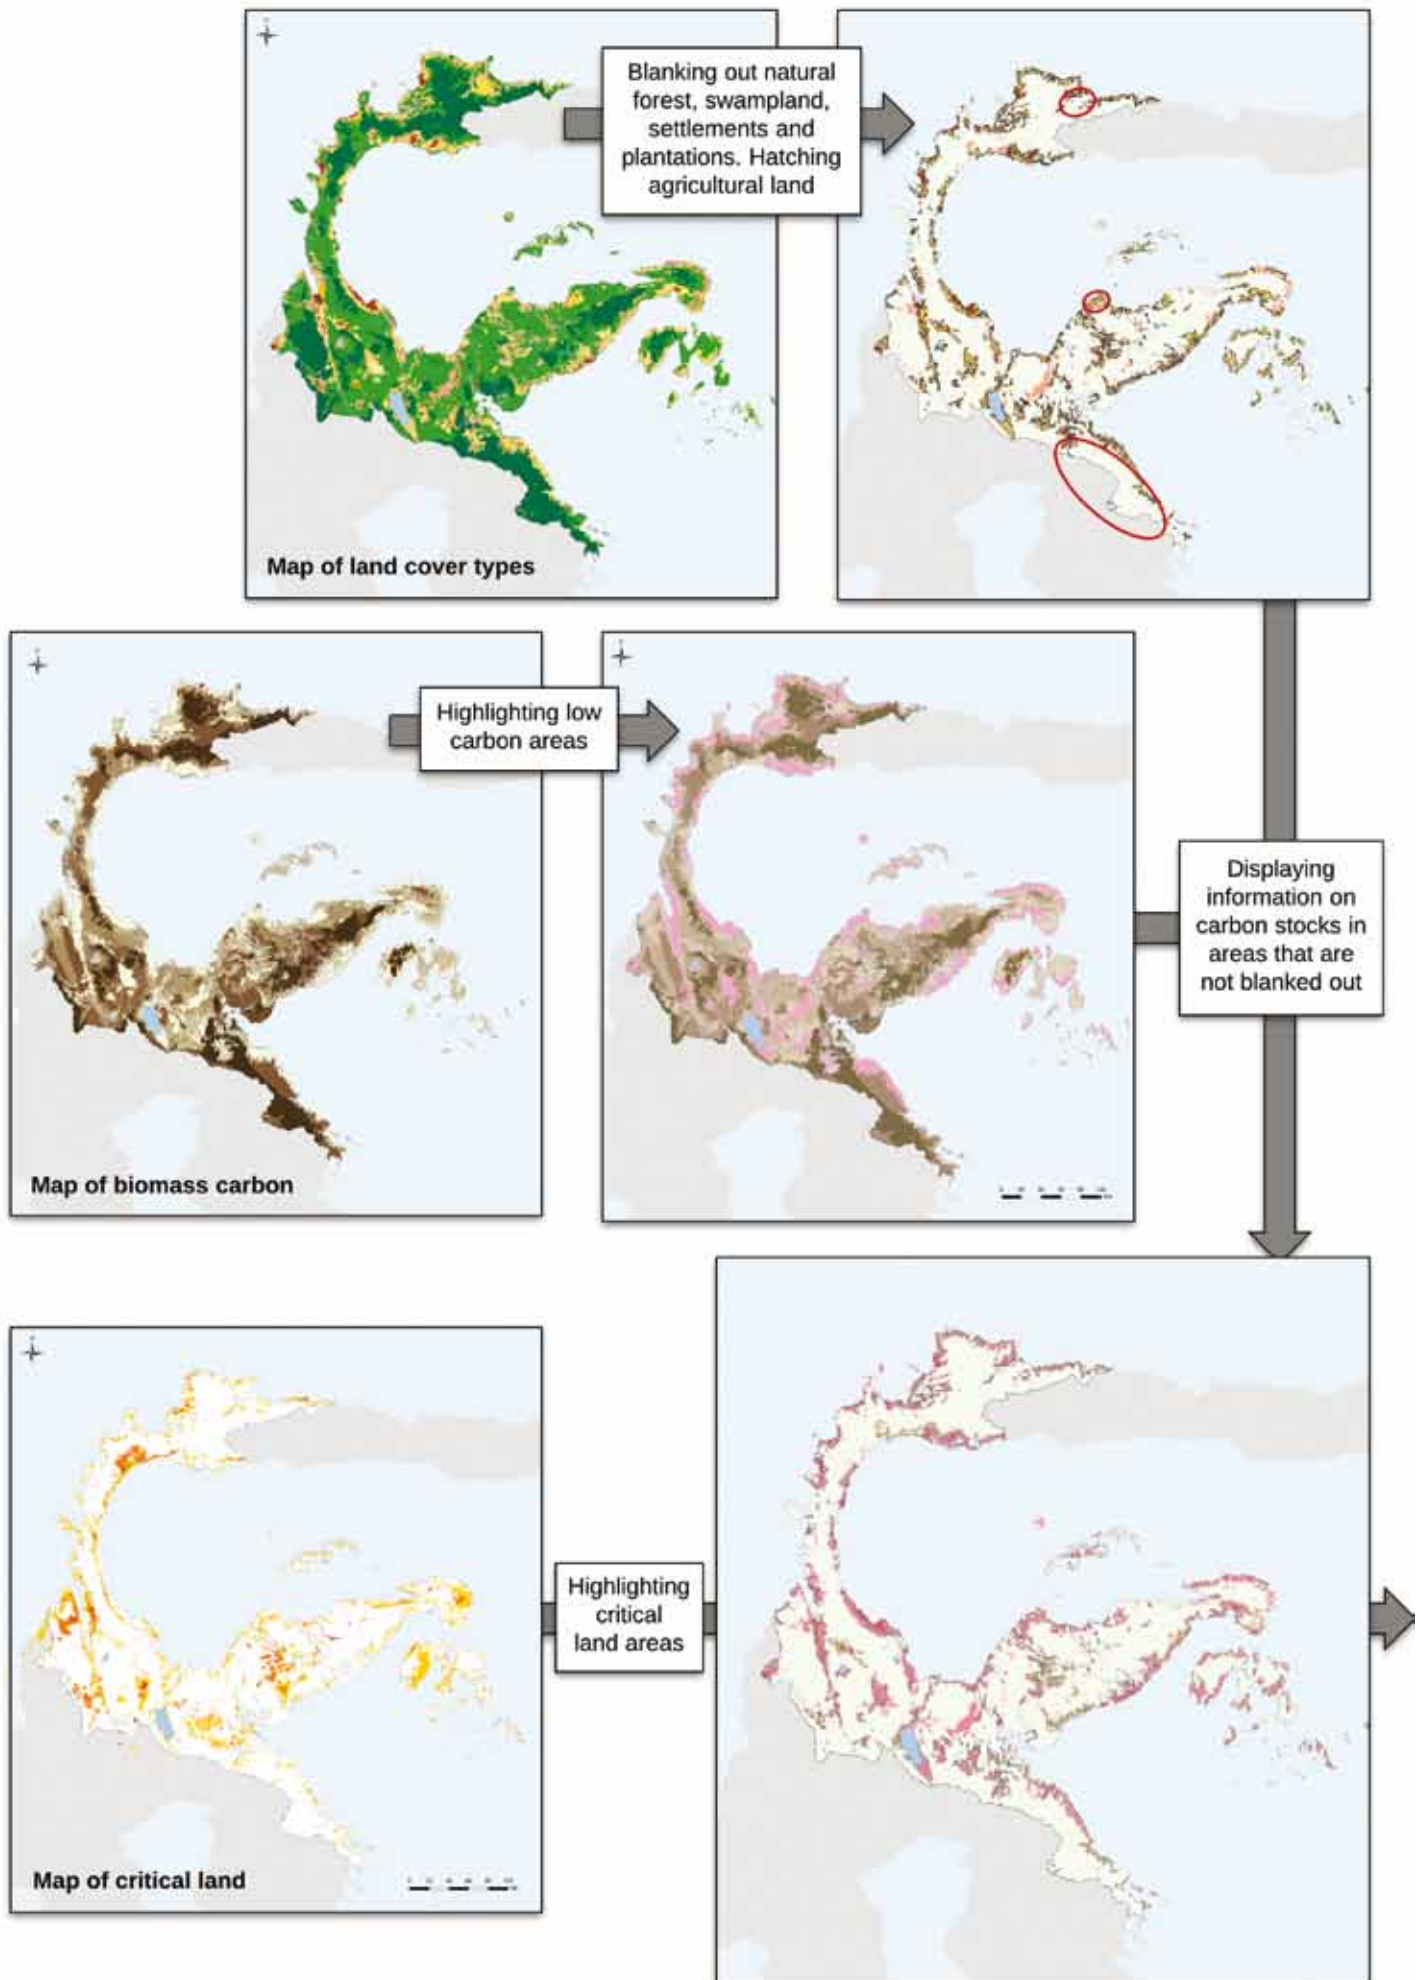 Blanking out natural
forest, swampland,
settlements and
plantations. Hatching
agricultural land
Map of land cover types
Highlighting low
carbon areas
Displaying
information on
carbon stocks in
areas that are
not blanked out
Map of biomass carbon
Highlighting
critical
land areas
Map of critical land